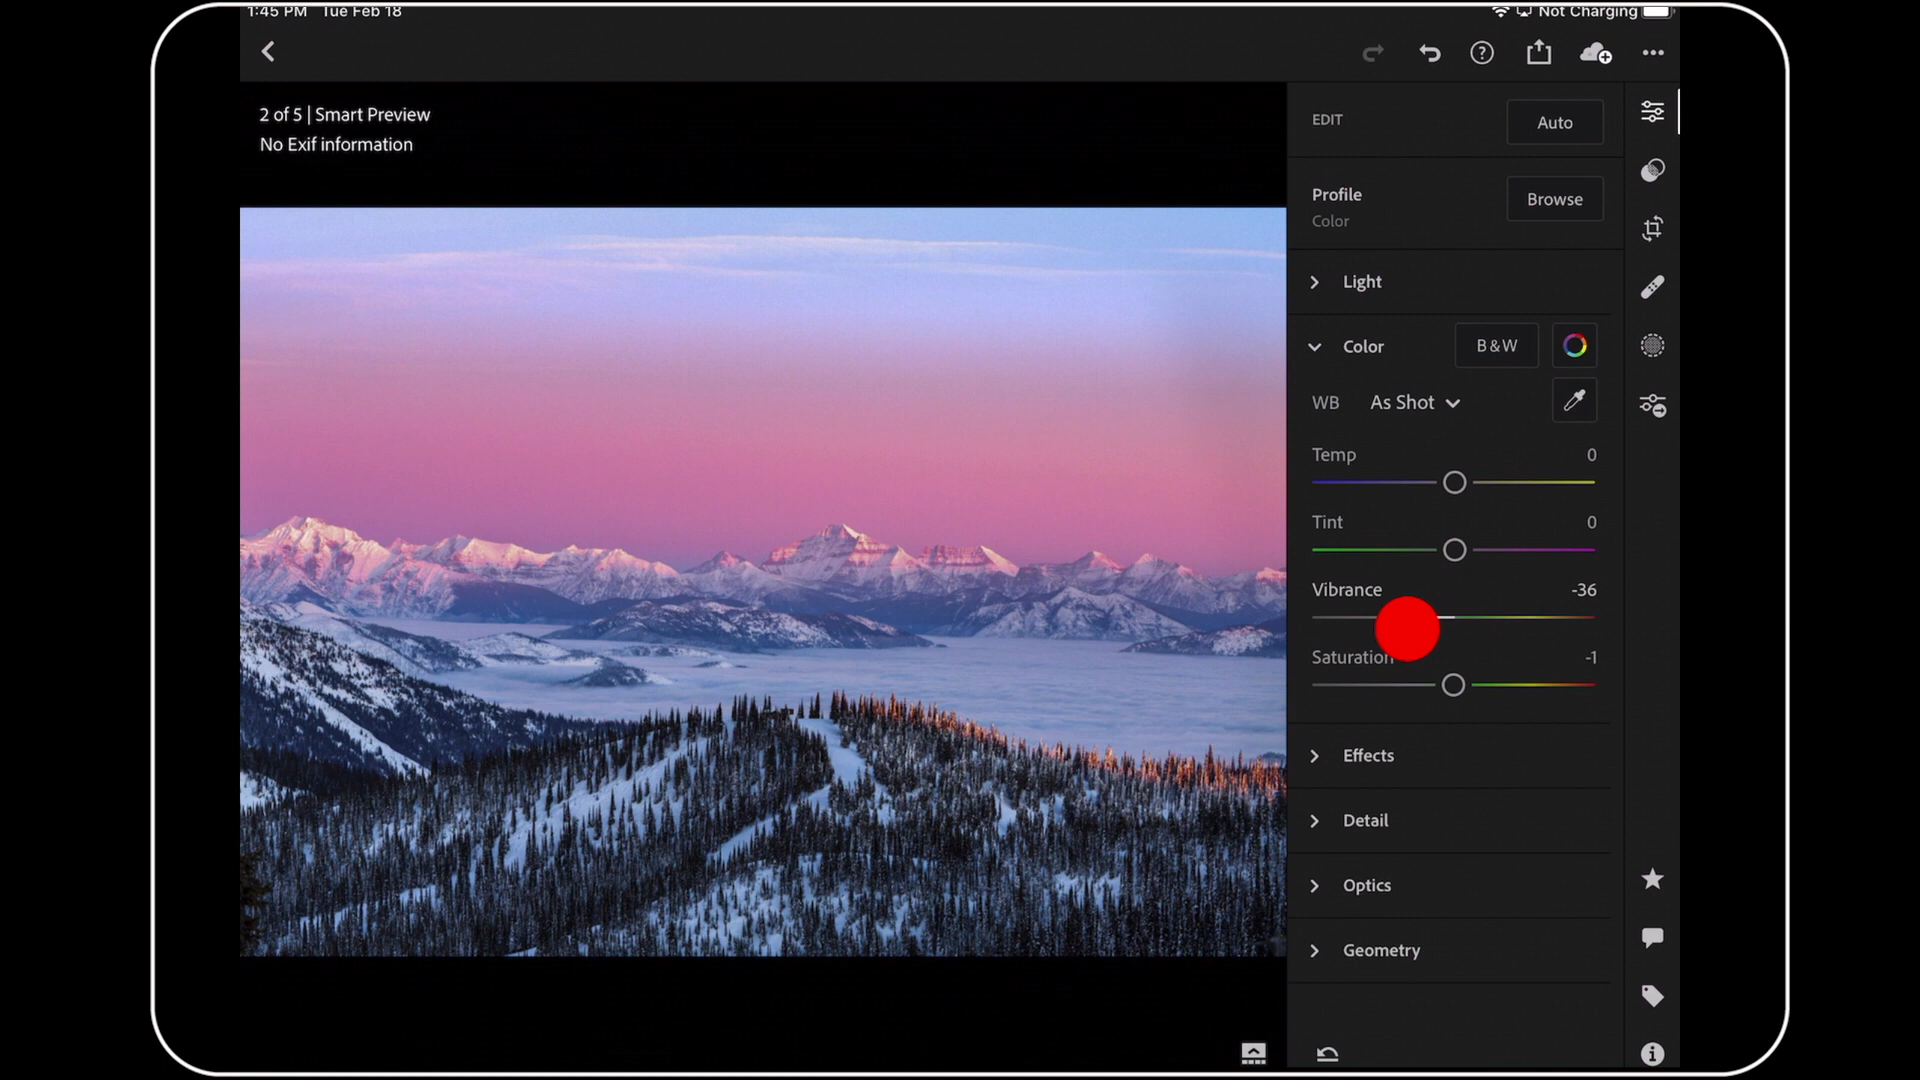 1:45 PM Tue Feb 18
Not Charging
2 of 5 | Smart Preview
No Exif information
EDIT
Auto
Profile
Color
Browse
Light
Color
B & W
WB
As Shot
Temp
0
Tint
0
Vibrance
-36
Saturation
-1
Effects
Detail
Optics
Geometry